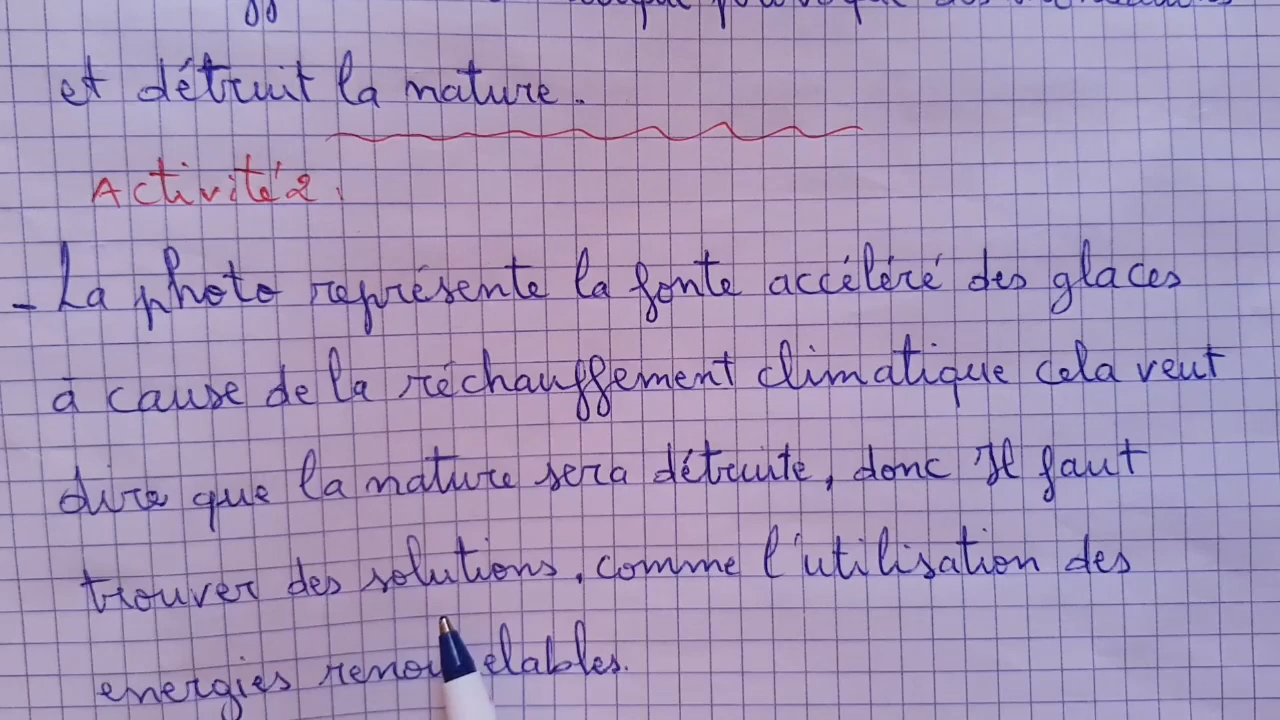 et détruit la nature.
Activité 2.
- La photo représente la fonte accéléré des glaces
à cause de la réchauffement climatique cela veut
dire que la nature sera détruite, donc il faut
trouver des solutions, comme l'utilisation des
energies renouvelables.